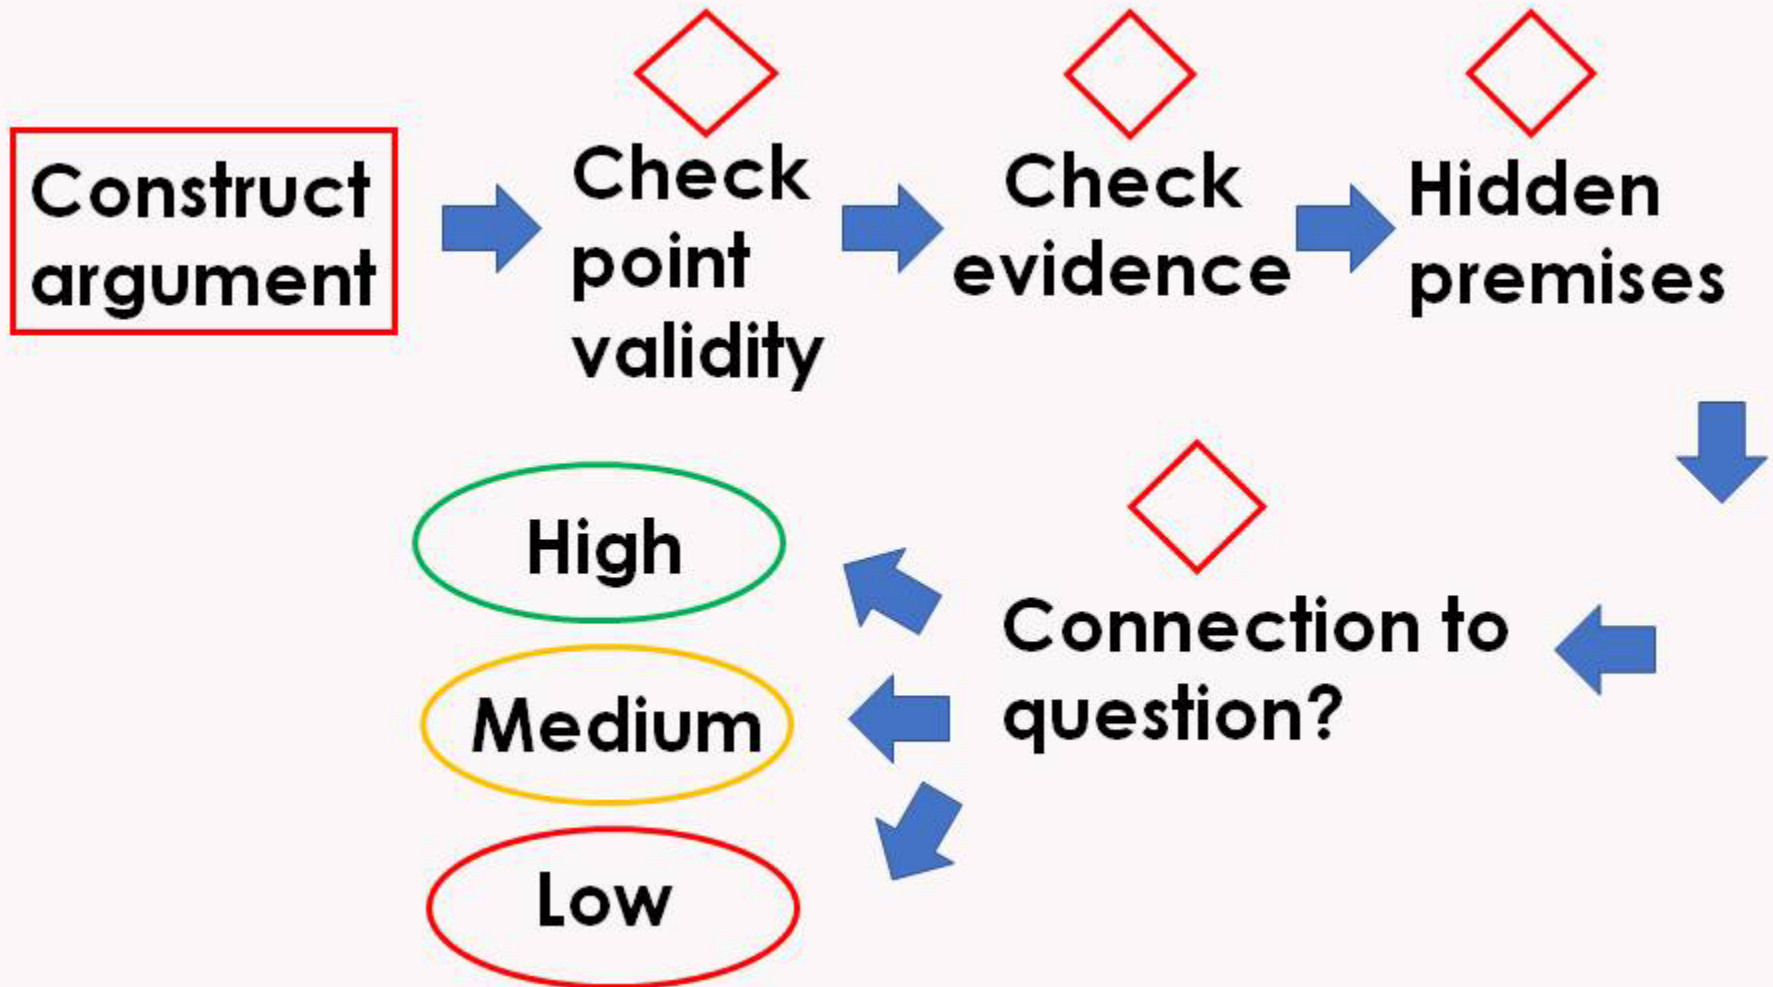 Construct
argument
Check
point
validity
Check
evidence
Hidden
premises
Connection to
question?
High
Medium
Low